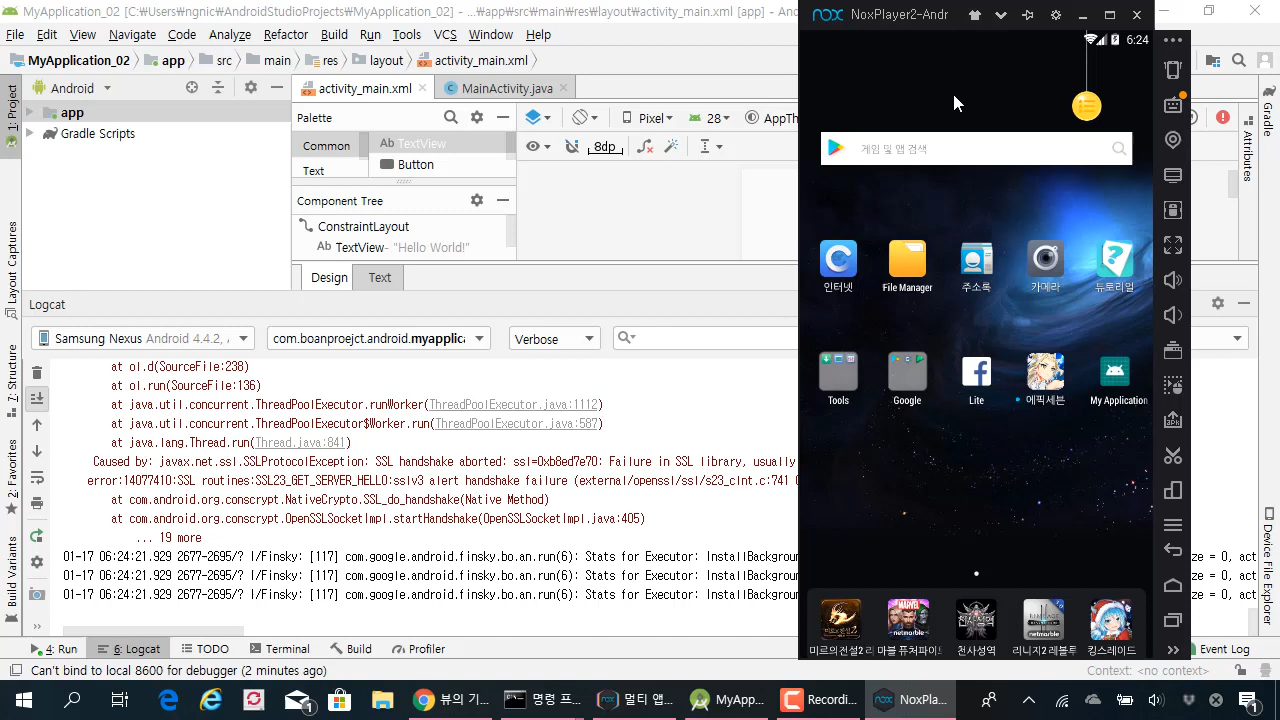 MyApplication_02 [C:₩Users₩ngnic₩AndroidStudioProjects₩MyApplication_02] - ...₩app₩src₩main₩res₩layout₩activity_main.xml [app] -
File Edit View Navigate Code Analyze Refactor Build Run Tools VCS Window Help
MyApplication_02 app src main res layout activity_main.xml
Android
activity_main.xml
MainActivity.java
1: Project
app
Gradle Scripts
Palette
Common
Text
Ab TextView
Button
Pixel
28
AppTh
8dp
Component Tree
ConstraintLayout
Ab TextView- "Hello World!"
Design
Text
Attributes
Gradle
Layout Captures
Z: Structure
2: Favorites
Build Variants
Device File Explorer
Logcat
Samsung Nexus Android 4.4.2,
com.boanproejct.android.myapplica
Verbose
at ol.d(SourceFile:238)
at ol.run(SourceFile:136)
at java.util.concurrent.ThreadPoolExecutor.runWorker(ThreadPoolExecutor.java:1112)
at java.util.concurrent.ThreadPoolExecutor$Worker.run(ThreadPoolExecutor.java:587)
at java.lang.Thread.run(Thread.java:841)
Caused by: javax.net.ssl.SSLProtocolException: SSL handshake aborted: ssl=0xb8ed7e70: Failure in SSL library, usually
error:14077410:SSL routines:SSL23_GET_SERVER_HELLO:sslv3 alert handshake failure (external/openssl/ssl/s23_clnt.c:741
at com.android.org.conscrypt.NativeCrypto.SSL_do_handshake(Native Method)
at com.android.org.conscrypt.OpenSSLSocketImpl.startHandshake(OpenSSLSocketImpl.java:405)
... 19 more
01-17 06:24:21.929 2677-2695/? I/Finsky: [117] com.google.android.finsky.bo.an.run(6): Stats for Executor: InstallBackgroun
ze = 0, act
01-17 06:24:21.929 2677-2695/? I/Finsky: [117] com.google.android.finsky.bo.an.run(6): Stats for Executor: InstallBackgroun
ze = 0, act
01-17 06:24:21.929 2677-2695/? I/Finsky: [117] com.google.android.finsky.bo.an.run(6): Stats for Executor: InstallBackgroun
ze = 0, act
4: Run 6: Logcat TODO Terminal Build Profiler Event Log
Can't bind to local 8600 for debugger (2 minutes ago)
Context: <no context>
nox NoxPlayer2-Andr
6:24
게임 및 앱 검색
인터넷 File Manager 주소록 카메라 튜토리얼
Tools Google Lite 에픽세븐 My Application
미르의전설2 리 마블 퓨처파이트 천사성역 리니지2 레볼루 킹스레이드
뷰의 기... 명령 프... 멀티 앱... MyApp... Recordi... NoxPla...
1